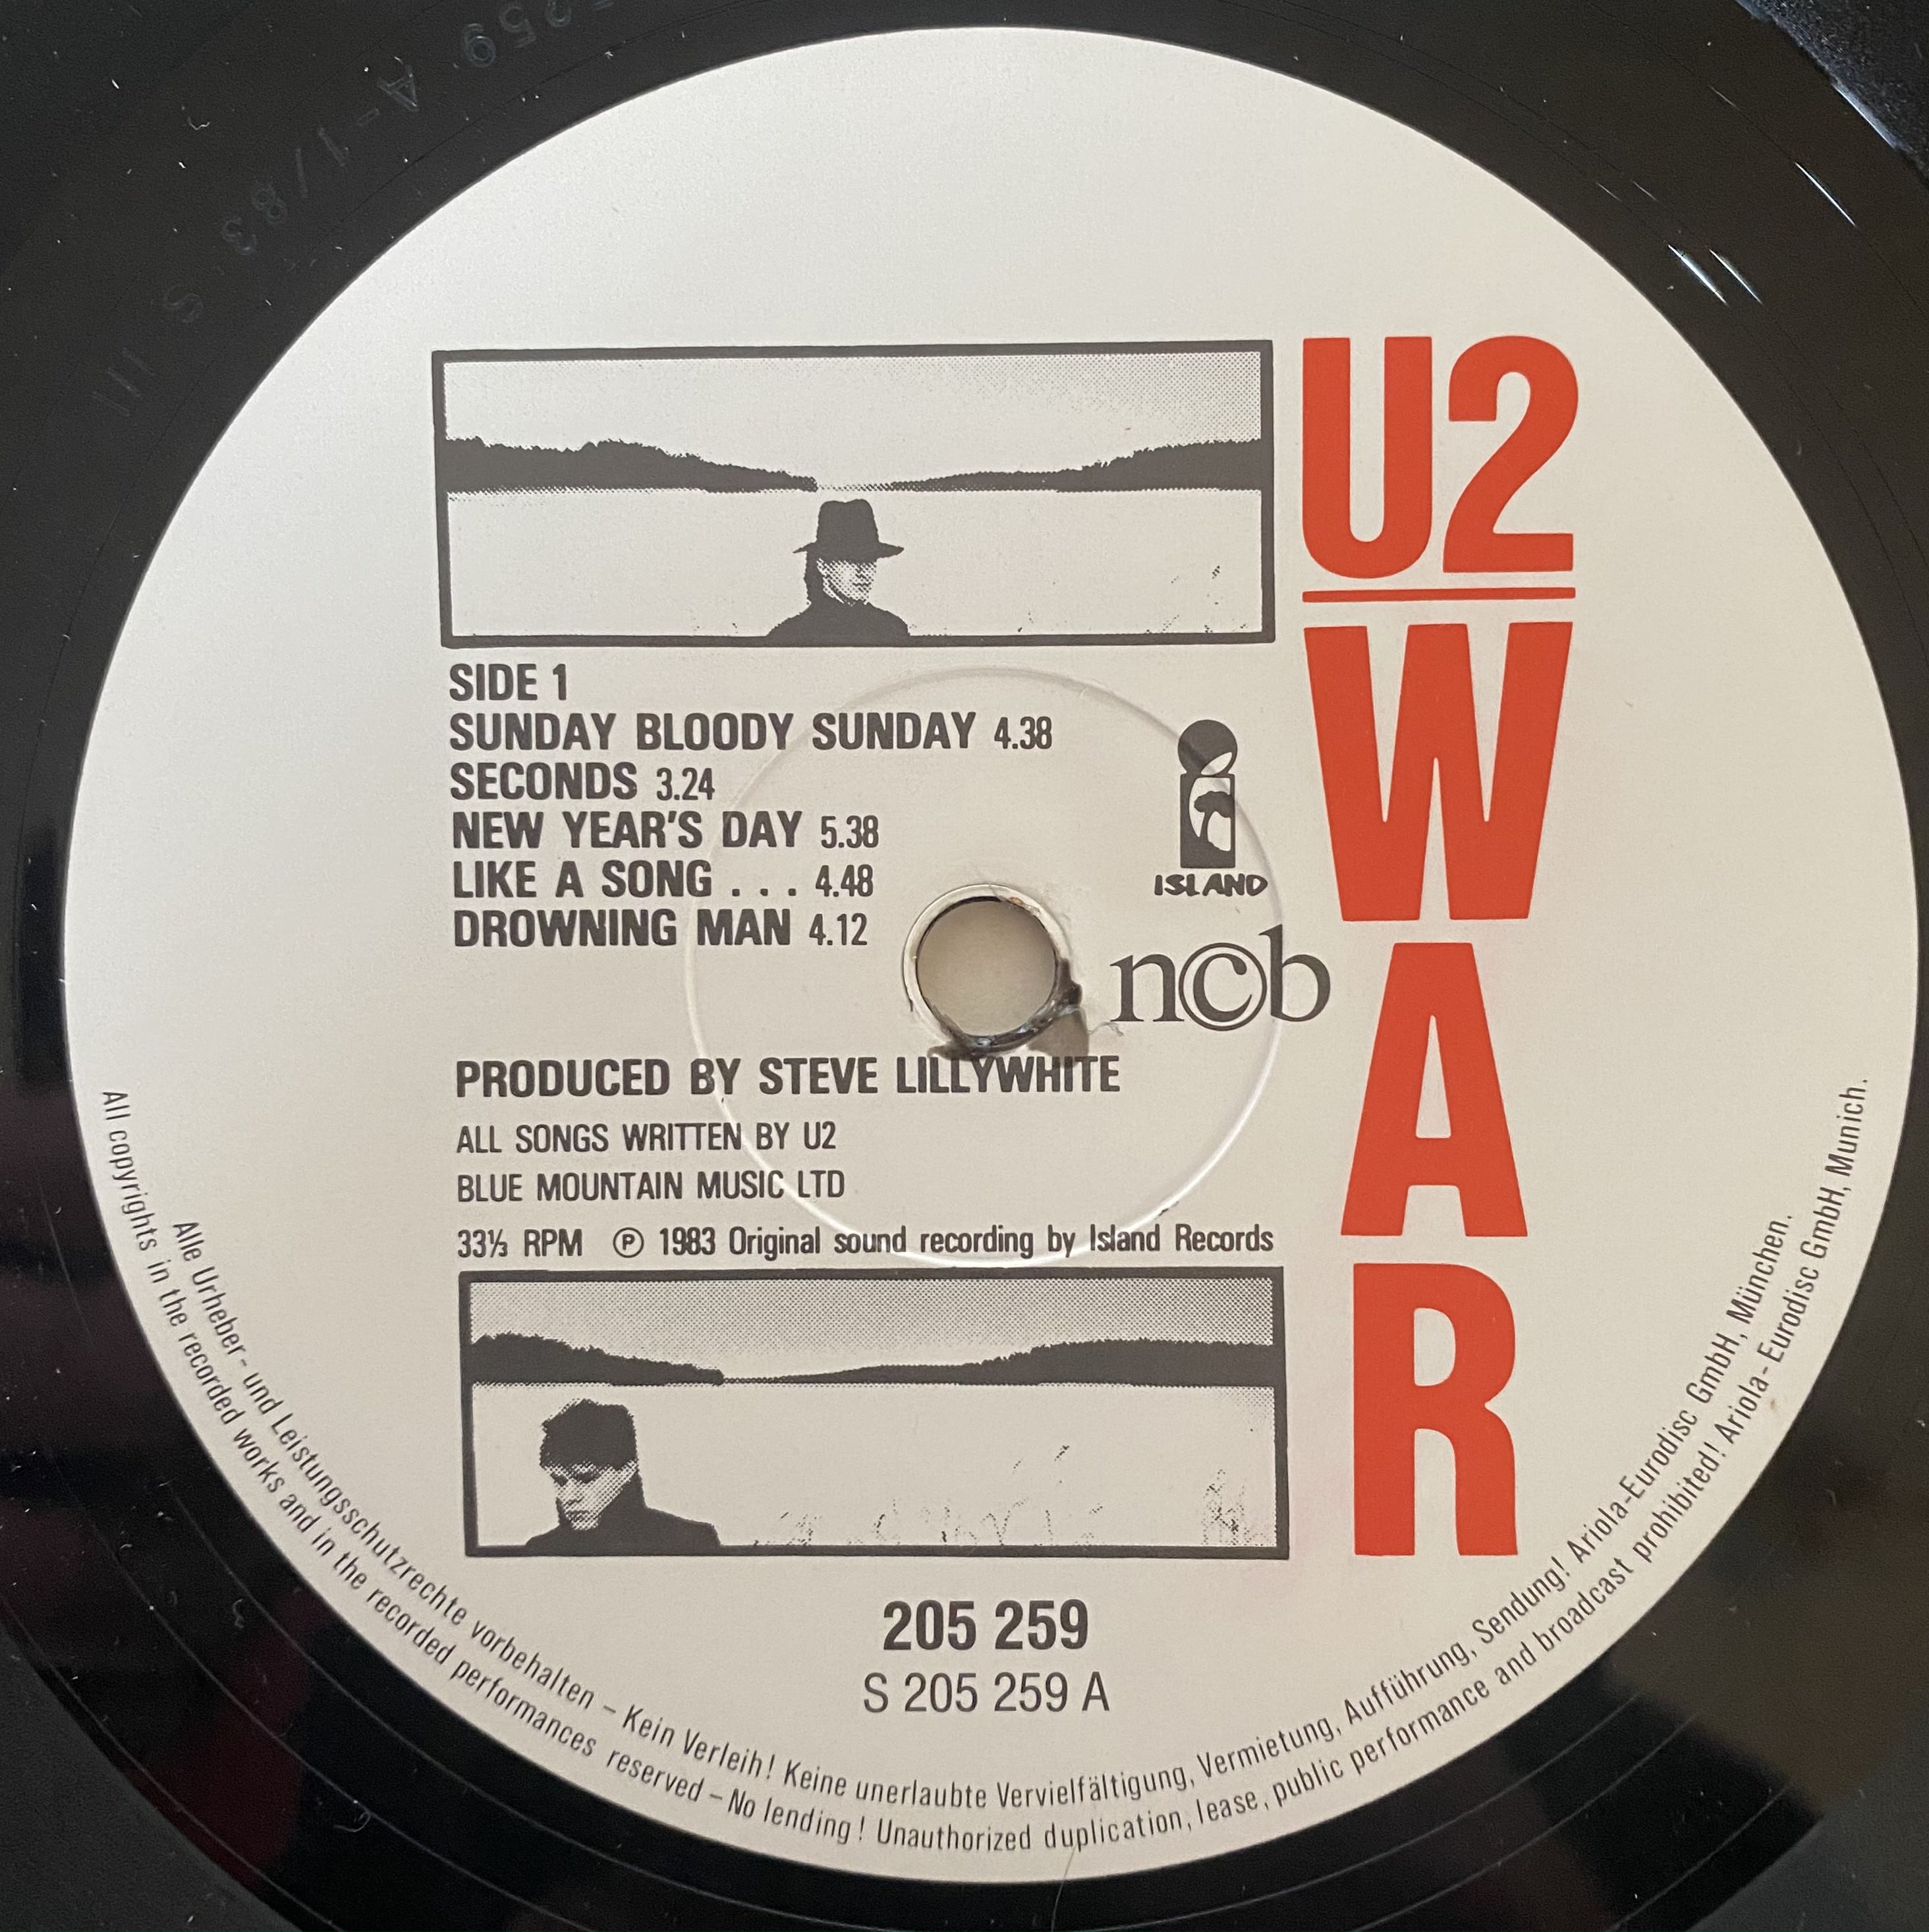 U2
WAR
SIDE 1
SUNDAY BLOODY SUNDAY 4.38
SECONDS 3.24
NEW YEAR'S DAY 5.38
LIKE A SONG . . . 4.48
DROWNING MAN 4.12
ISLAND
n©b
PRODUCED BY STEVE LILLYWHITE
ALL SONGS WRITTEN BY U2
BLUE MOUNTAIN MUSIC LTD
33⅓ RPM ℗ 1983 Original sound recording by Island Records
205 259
S 205 259 A
Alle Urheber- und Leistungsschutzrechte vorbehalten – Kein Verleih! Keine unerlaubte Vervielfältigung, Vermietung, Aufführung, Sendung! Ariola-Eurodisc GmbH, München.
All copyrights in the recorded works and in the recorded performances reserved – No lending! Unauthorized duplication, lease, public performance and broadcast prohibited! Ariola-Eurodisc GmbH, Munich.
259 A-1/83 S III